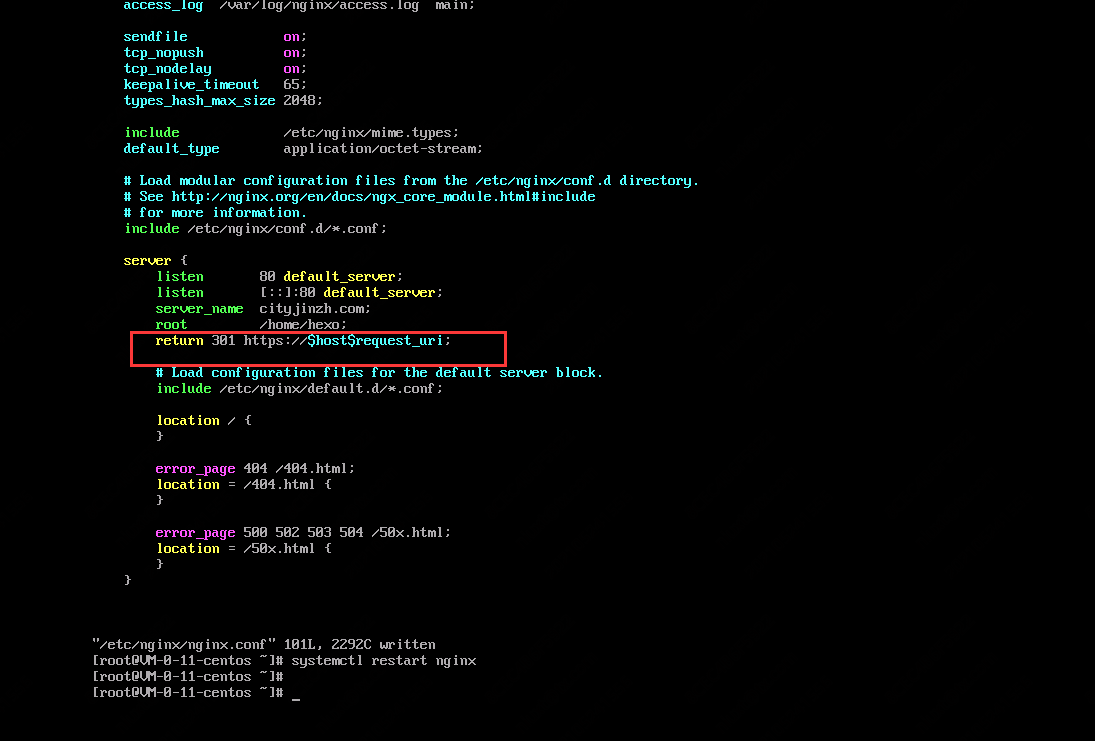 access_log  /var/log/nginx/access.log  main;
sendfile            on;
tcp_nopush          on;
tcp_nodelay         on;
keepalive_timeout   65;
types_hash_max_size 2048;
include             /etc/nginx/mime.types;
default_type        application/octet-stream;
# Load modular configuration files from the /etc/nginx/conf.d directory.
# See http://nginx.org/en/docs/ngx_core_module.html#include
# for more information.
include /etc/nginx/conf.d/*.conf;
server {
listen       80 default_server;
listen       [::]:80 default_server;
server_name  cityjinzh.com;
root         /home/hexo;
return 301 https://$host$request_uri;
# Load configuration files for the default server block.
include /etc/nginx/default.d/*.conf;
location / {
}
error_page 404 /404.html;
location = /404.html {
}
error_page 500 502 503 504 /50x.html;
location = /50x.html {
}
}
"/etc/nginx/nginx.conf" 101L, 2292C written
[root@VM-0-11-centos ~]# systemctl restart nginx
[root@VM-0-11-centos ~]#
[root@VM-0-11-centos ~]# _